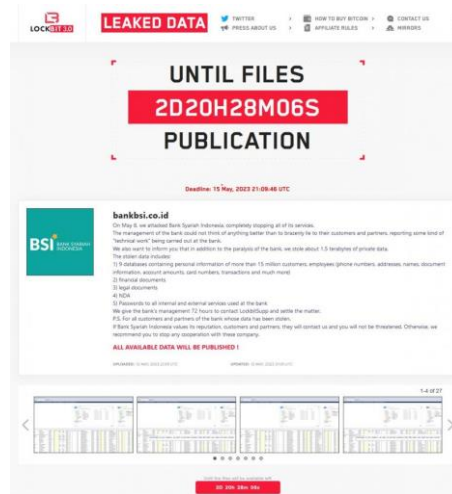 LOCKBIT 3.0
LEAKED DATA
TWITTER
PRESS ABOUT US
HOW TO BUY BITCOIN
AFFILIATE RULES
CONTACT US
MIRRORS
UNTIL FILES
2D20H28M06S
PUBLICATION
Deadline: 15 May, 2023 21:09:46 UTC
BSI BANK SYARIAH
INDONESIA
bankbsi.co.id
On May 8, we attacked Bank Syariah Indonesia, completely stopping all of its services.
The management of the bank could not think of anything better than to brazenly lie to their customers and partners, reporting some kind of
"technical work" being carried out at the bank.
We also want to inform you that in addition to the paralysis of the bank, we stole about 1.5 terabytes of private data.
The stolen data includes:
1) 9 databases containing personal information of more than 15 million customers, employees (phone numbers, addresses, names, document
information, account amounts, card numbers, transactions and much more)
2) financial documents
3) legal documents
4) NDA
5) Passwords to all internal and external services used at the bank
We give the bank's management 72 hours to contact LockbitSupp and settle the matter.
P.S. For all customers and partners of the bank whose data has been stolen.
If Bank Syariah Indonesia values its reputation, customers and partners, they will contact us and you will not be threatened. Otherwise, we
recommend you to stop any cooperation with these company.
ALL AVAILABLE DATA WILL BE PUBLISHED !
UPLOADED:
UPDATED:
1-4 of 27